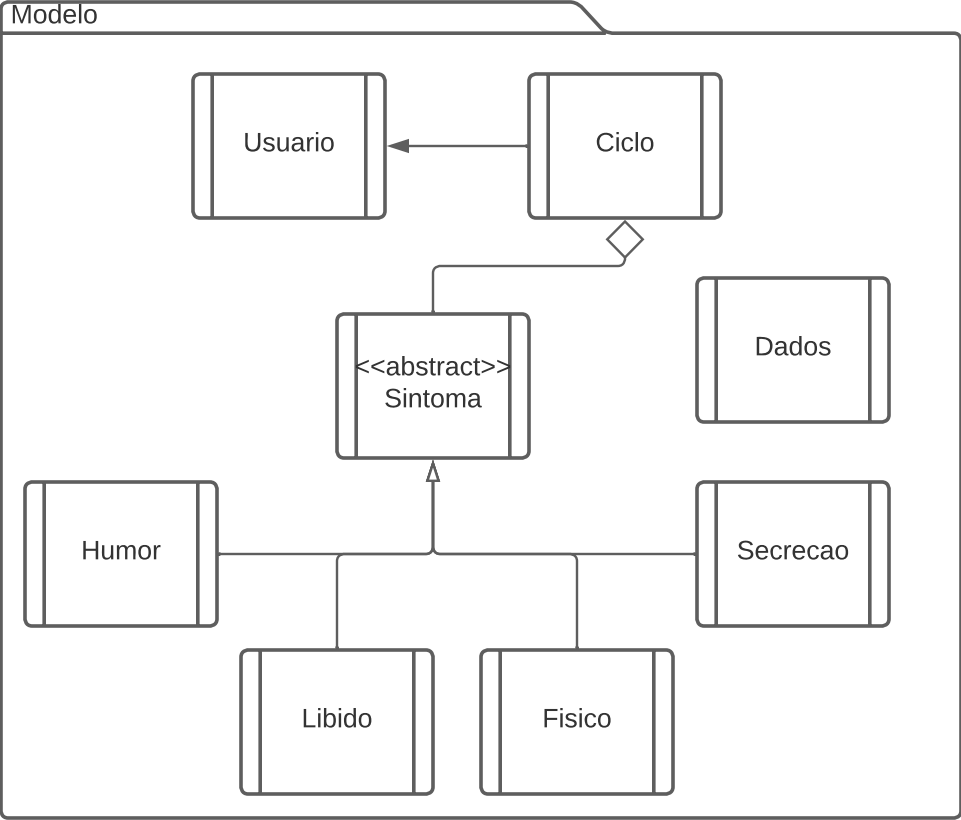 Modelo
Usuario
Ciclo
Dados
<<abstract>>
Sintoma
Humor
Secrecao
Libido
Fisico